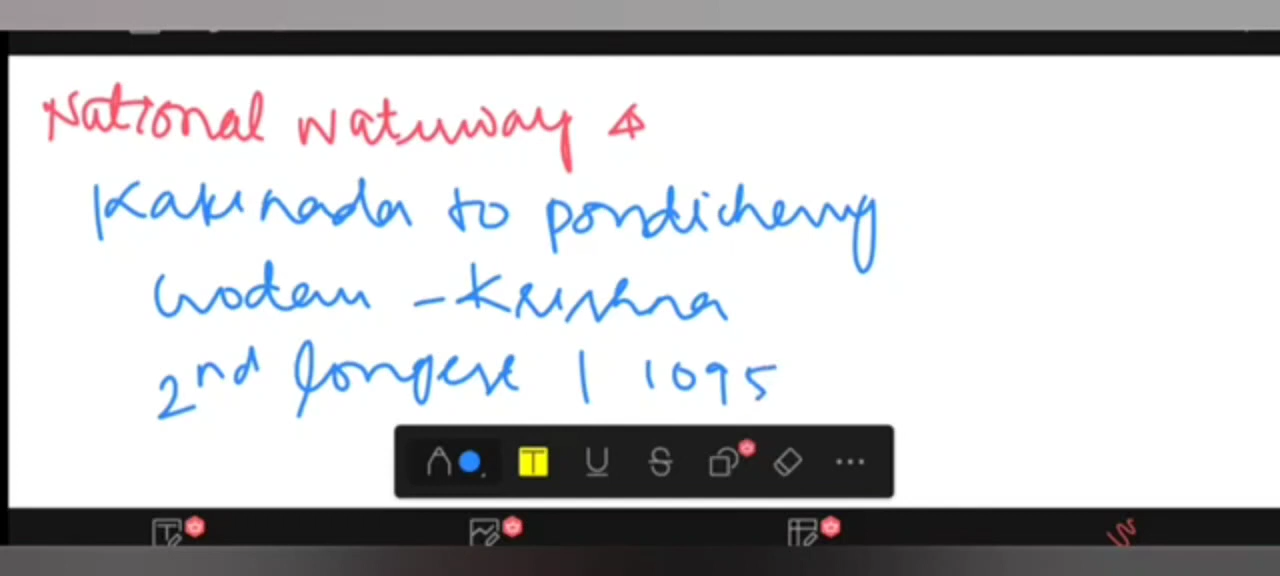 National waterway 4
Kakinada to pondicherry
Godavari - Krishna
2nd longest | 1095